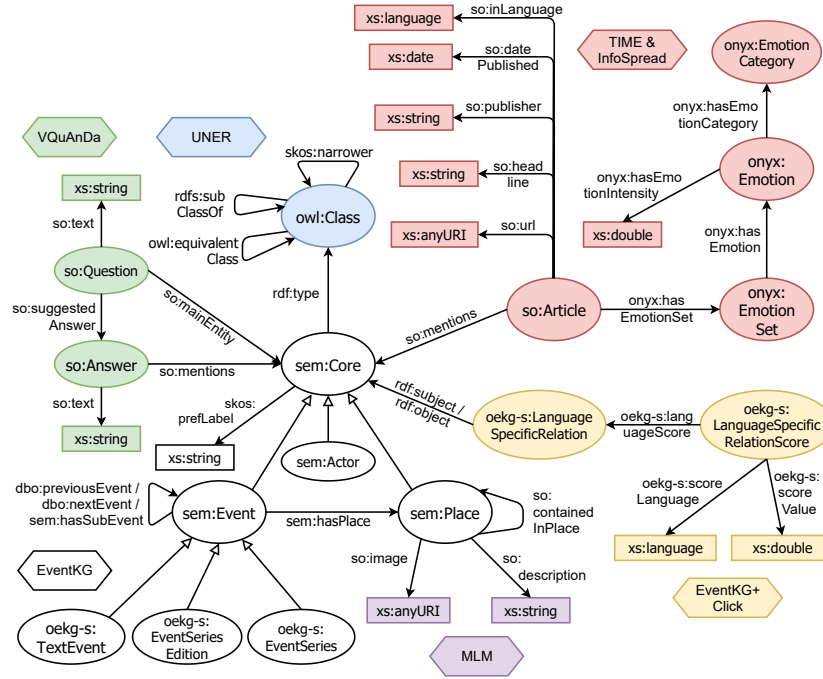 xs:language
so:inLanguage
TIME &
InfoSpread
onyx:Emotion
Category
xs:date
so:date
Published
onyx:hasEmo
tionCategory
VQuAnDa
UNER
xs:string
so:publisher
skos:narrower
xs:string
rdfs:sub
ClassOf
owl:Class
xs:string
so:head
line
onyx:hasEmo
tionIntensity
onyx:
Emotion
so:text
owl:equivalent
Class
xs:anyURI
so:url
xs:double
onyx:has
Emotion
so:Question
so:suggested
Answer
so:mainEntity
rdf:type
so:mentions
so:Article
onyx:has
EmotionSet
onyx:
Emotion
Set
so:Answer
so:mentions
sem:Core
so:text
skos:
prefLabel
rdf:subject /
rdf:object
oekg-s:Language
SpecificRelation
oekg-s:lang
uageScore
oekg-s:
LanguageSpecific
RelationScore
xs:string
xs:string
sem:Actor
dbo:previousEvent /
dbo:nextEvent /
sem:hasSubEvent
sem:Event
sem:hasPlace
sem:Place
so:
contained
InPlace
oekg-s:score
Language
oekg-s:
score
Value
xs:language
xs:double
EventKG
so:image
so:
description
oekg-s:
TextEvent
oekg-s:
EventSeries
Edition
oekg-s:
EventSeries
xs:anyURI
xs:string
EventKG+
Click
MLM